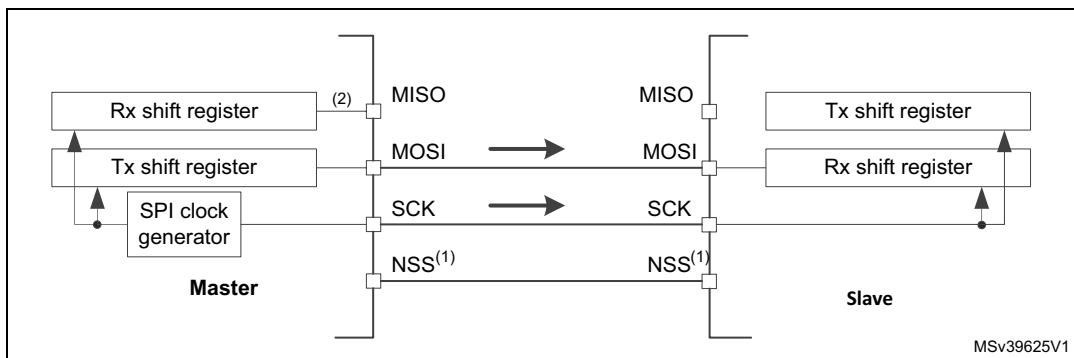 Rx shift register
(2)
MISO
MISO
Tx shift register
Tx shift register
MOSI
MOSI
Rx shift register
SPI clock
generator
SCK
SCK
NSS(1)
NSS(1)
Master
Slave
MSv39625V1